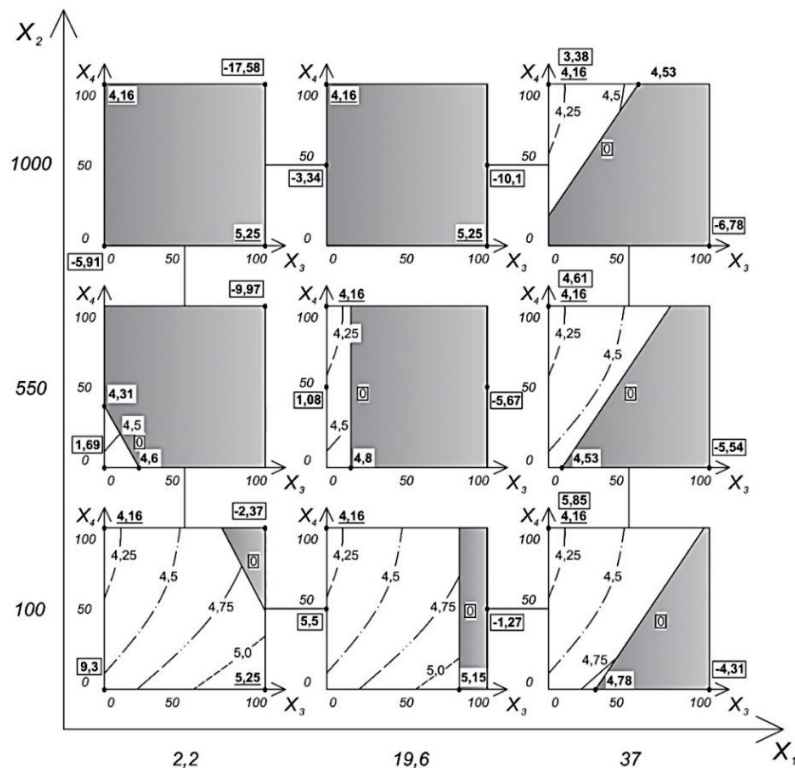 X₂
X₄ -17,58 X₄ X₄ 3,38
100 4,16 100 4,16 100 4,16 4,53
4,25 4,5
1000 50 50 -3,34 50 -10,1 0
0 5,25 0 5,25 0 -6,78
-5,91 0 50 100 X₃ 0 50 100 X₃ 0 50 100 X₃
X₄ -9,97 X₄ 4,16 X₄ 4,61
4,16
100 100 4,25 100 4,25
4,5
550 50 4,31 50 1,08 0 -5,67 50 0
1,69 4,5 0 4,5 -5,54
0 4,6 0 4,8 0 4,53
0 50 100 X₃ 0 50 100 X₃ 0 50 100 X₃
X₄ 4,16 -2,37 X₄ 4,16 X₄ 5,85
4,16
100 4,25 4,5 0 100 4,25 4,5 100 4,25 4,5
100 50 4,75 50 5,5 4,75 0 50 -1,27 0
9,3 5,0 5,0 4,75 -4,31
0 5,25 0 5,15 0 4,78
0 50 100 X₃ 0 50 100 X₃ 0 50 100 X₃
2,2 19,6 37 X₁